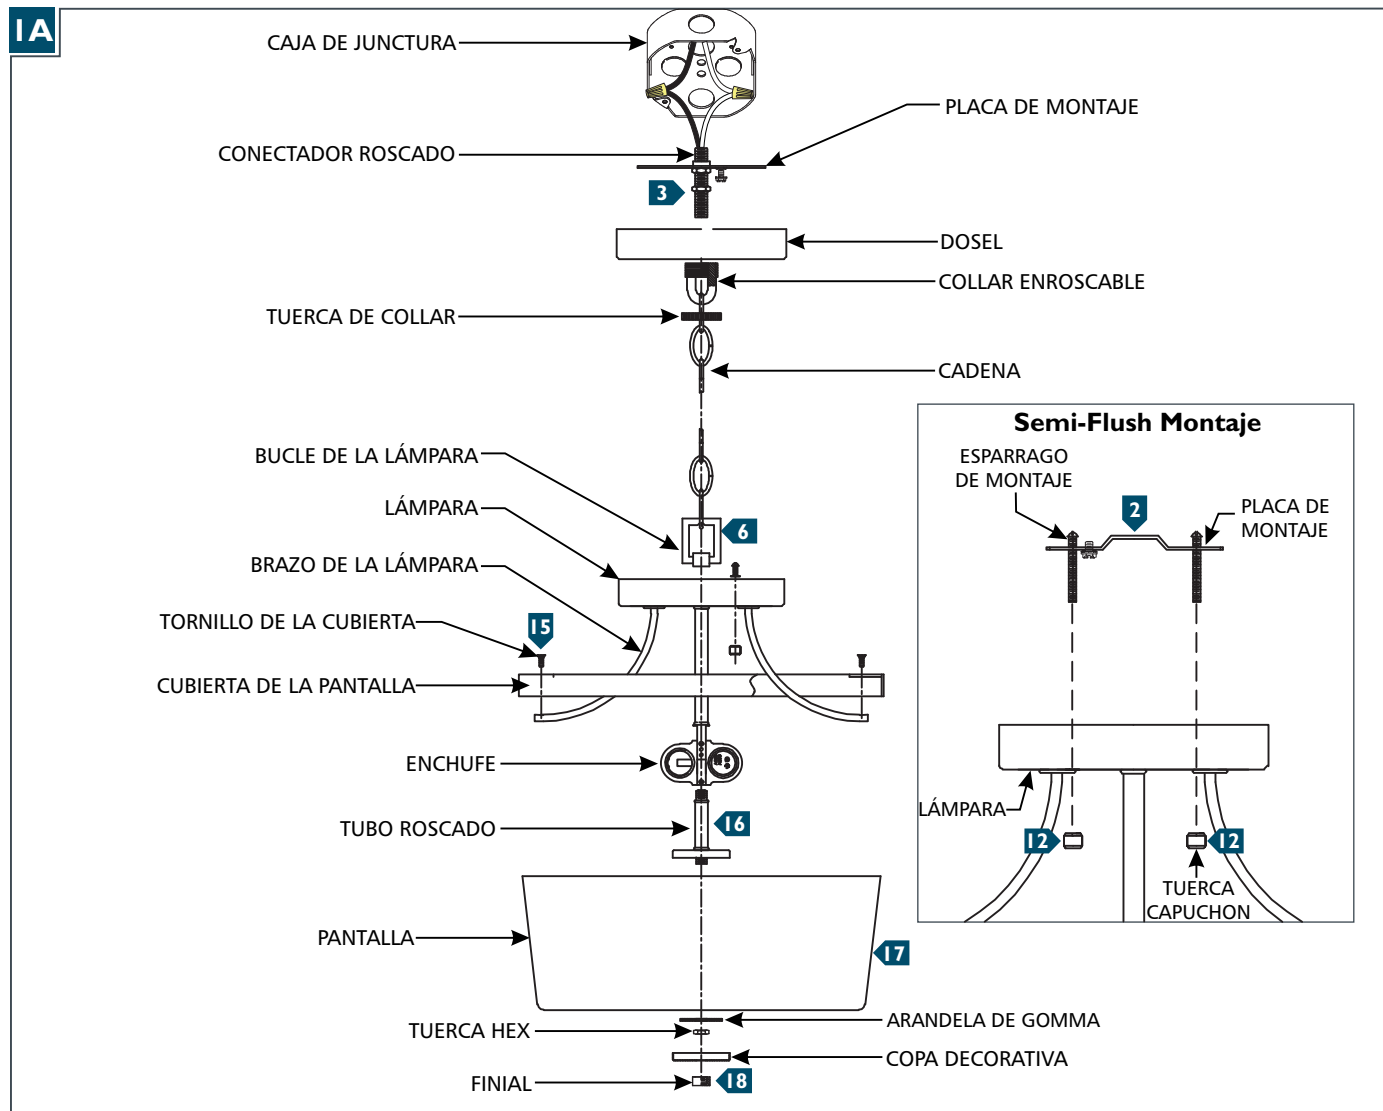 1A
CAJA DE JUNCTURA
PLACA DE MONTAJE
CONECTADOR ROSCADO
3
DOSEL
COLLAR ENROSCABLE
TUERCA DE COLLAR
CADENA
BUCLE DE LA LÁMPARA
6
LÁMPARA
BRAZO DE LA LÁMPARA
TORNILLO DE LA CUBIERTA
15
CUBIERTA DE LA PANTALLA
ENCHUFE
TUBO ROSCADO
16
PANTALLA
17
ARANDELA DE GOMMA
TUERCA HEX
COPA DECORATIVA
FINIAL
18
Semi-Flush Montaje
ESPARRAGO
DE MONTAJE
2
PLACA DE
MONTAJE
LÁMPARA
12
12
TUERCA
CAPUCHON